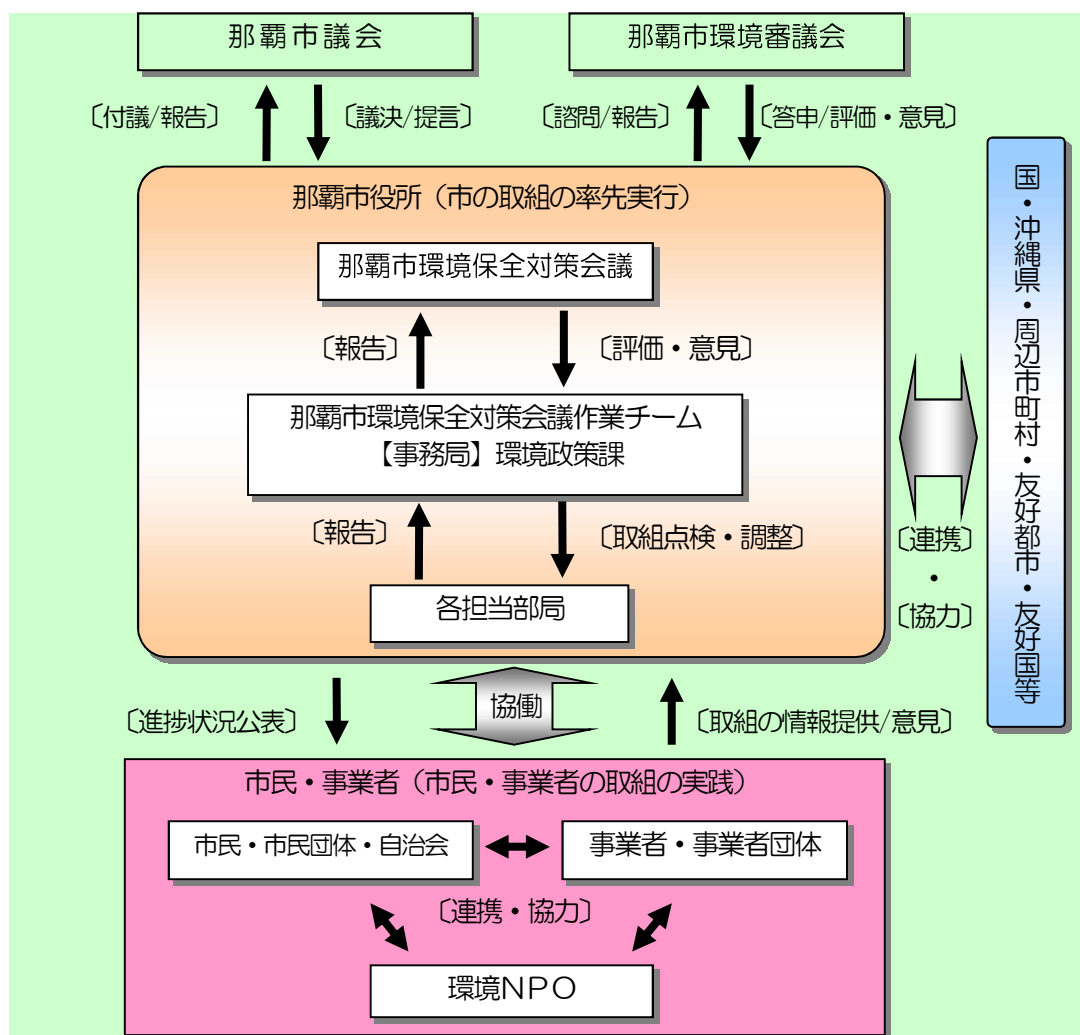 那覇市議会
那覇市環境審議会
〔付議/報告〕
〔議決/提言〕
〔諮問/報告〕
〔答申/評価・意見〕
那覇市役所（市の取組の率先実行）
那覇市環境保全対策会議
〔報告〕
〔評価・意見〕
那覇市環境保全対策会議作業チーム
【事務局】環境政策課
〔報告〕
〔取組点検・調整〕
各担当部局
国・沖縄県・周辺市町村・友好都市・友好国等
〔連携〕
・
〔協力〕
〔進捗状況公表〕
協働
〔取組の情報提供/意見〕
市民・事業者（市民・事業者の取組の実践）
市民・市民団体・自治会
事業者・事業者団体
〔連携・協力〕
環境NPO